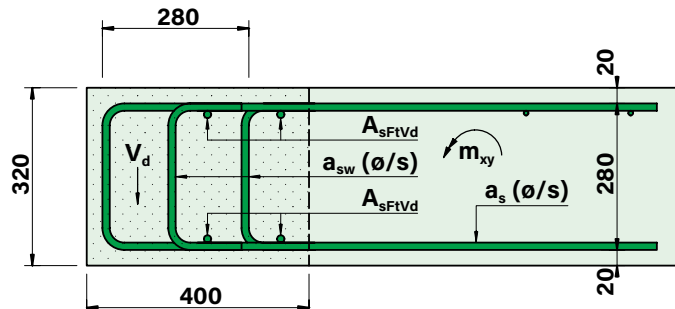 280
20
A_sFtVd
V_d
a_sw (ø/s)
m_xy
320
280
A_sFtVd
a_s (ø/s)
20
400